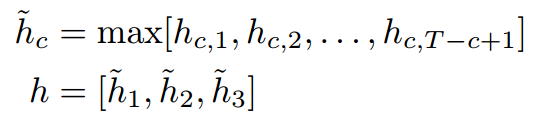 h̃_c = max[h_{c,1}, h_{c,2}, . . . , h_{c,T−c+1}]
h = [h̃_1, h̃_2, h̃_3]